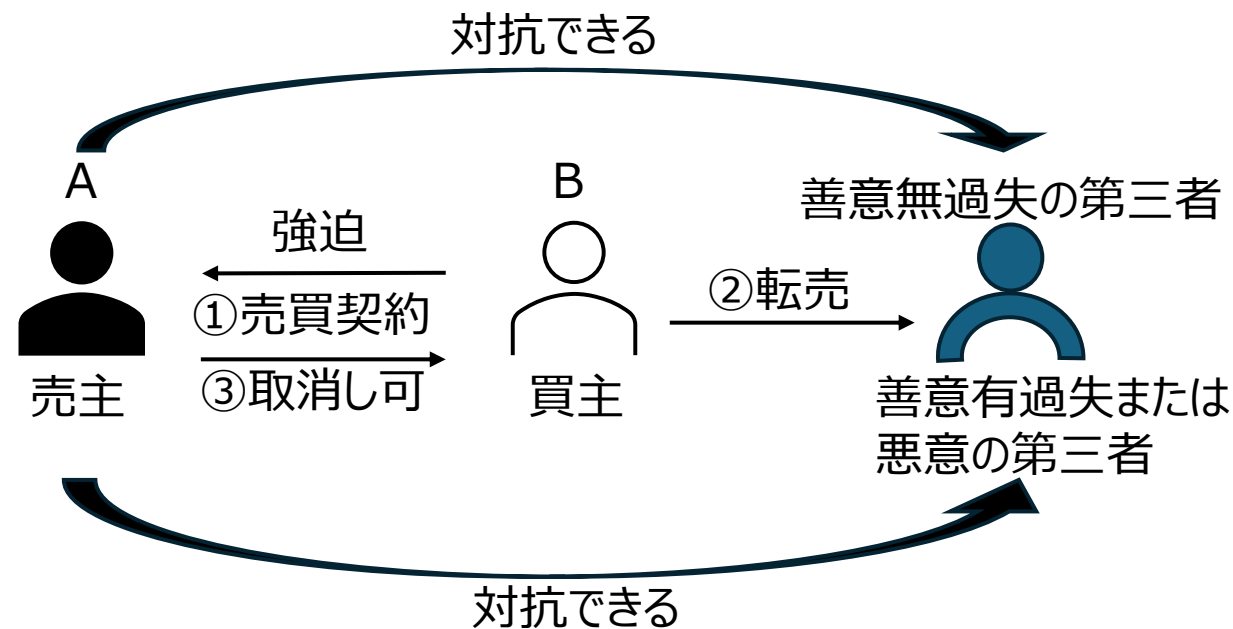 対抗できる
A
B
善意無過失の第三者
強迫
①売買契約
②転売
③取消し可
売主
買主
善意有過失または
悪意の第三者
対抗できる